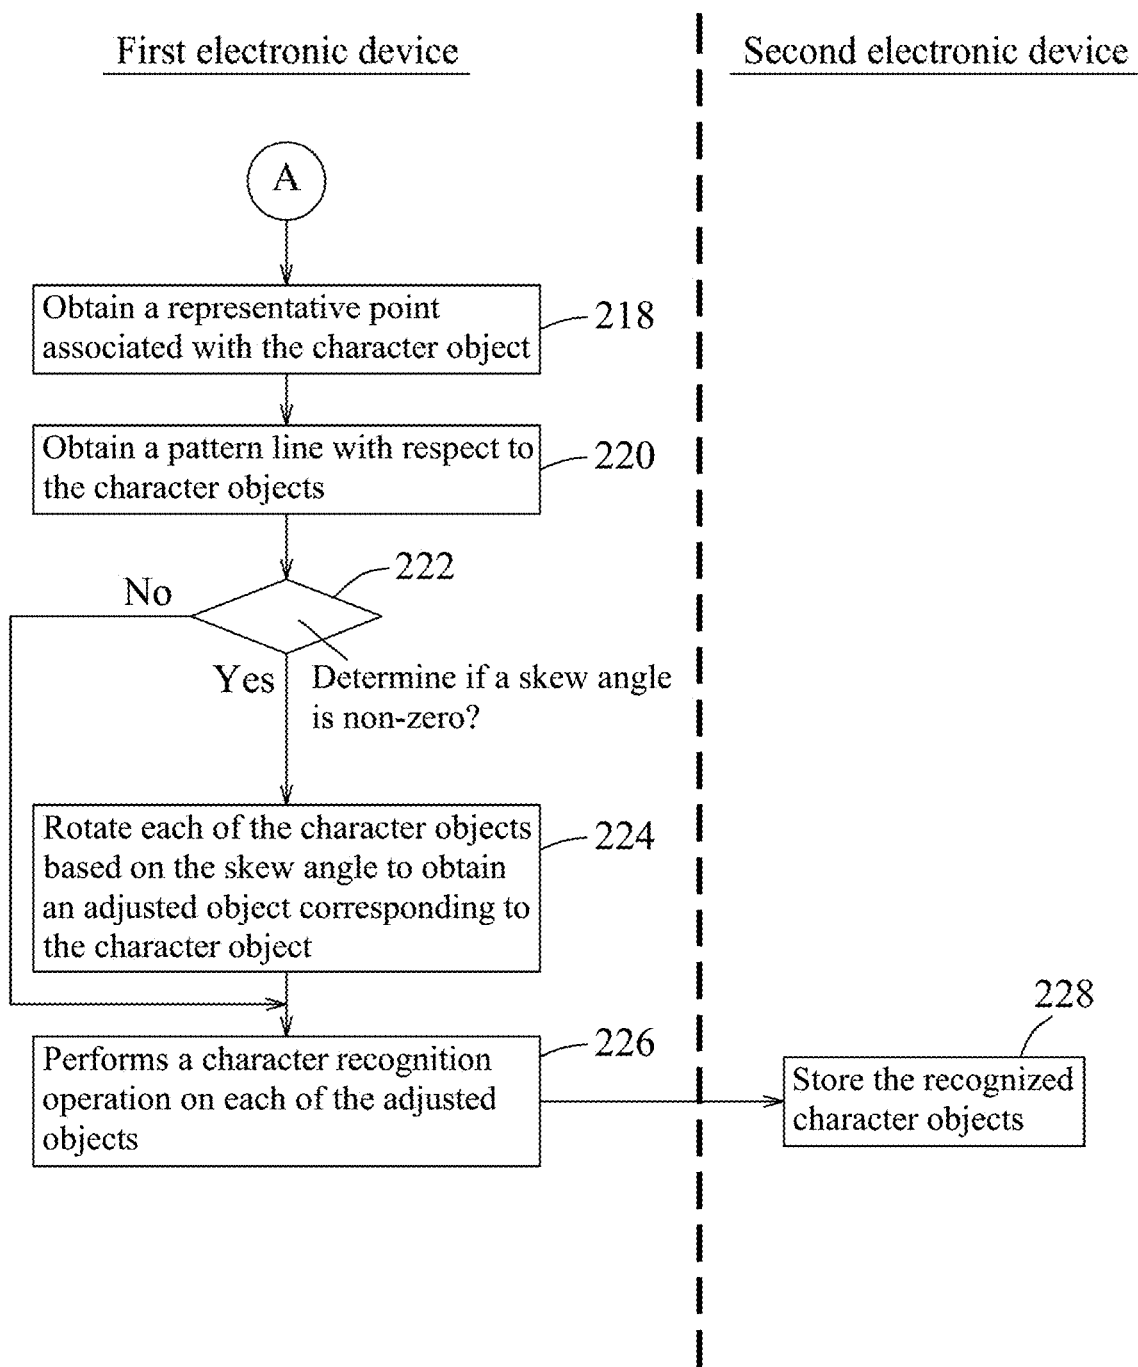 First electronic device
Second electronic device
A
Obtain a representative point
associated with the character object
218
Obtain a pattern line with respect to
the character objects
220
222
No
Yes
Determine if a skew angle
is non-zero?
Rotate each of the character objects
based on the skew angle to obtain
an adjusted object corresponding to
the character object
224
Performs a character recognition
operation on each of the adjusted
objects
226
228
Store the recognized
character objects